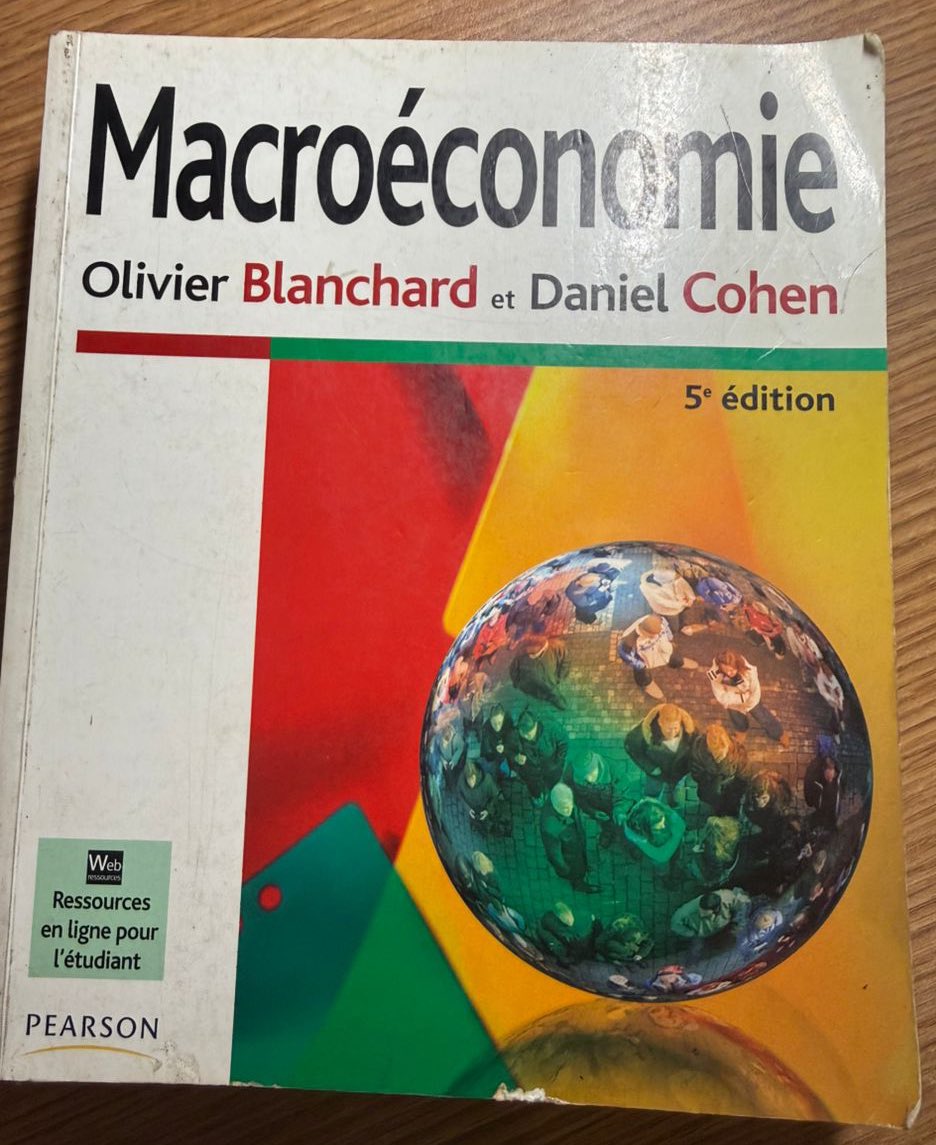 Macroéconomie
Olivier Blanchard et Daniel Cohen
5e édition
Web
ressources
Ressources
en ligne pour
l'étudiant
PEARSON